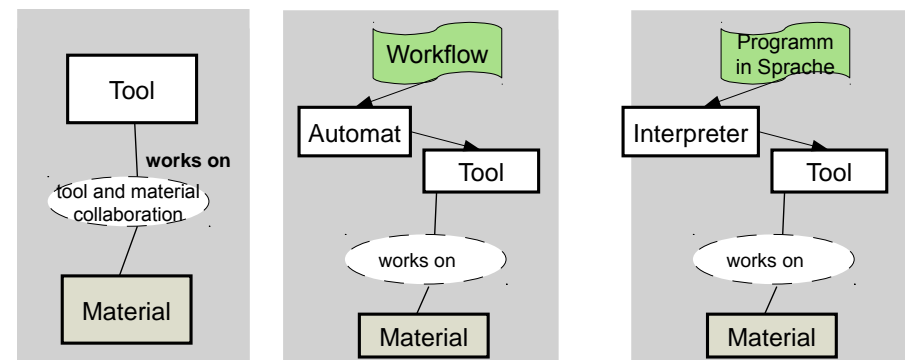 Tool
works on
tool and material
collaboration
Material
Workflow
Automat
Tool
works on
Material
Programm
in Sprache
Interpreter
Tool
works on
Material